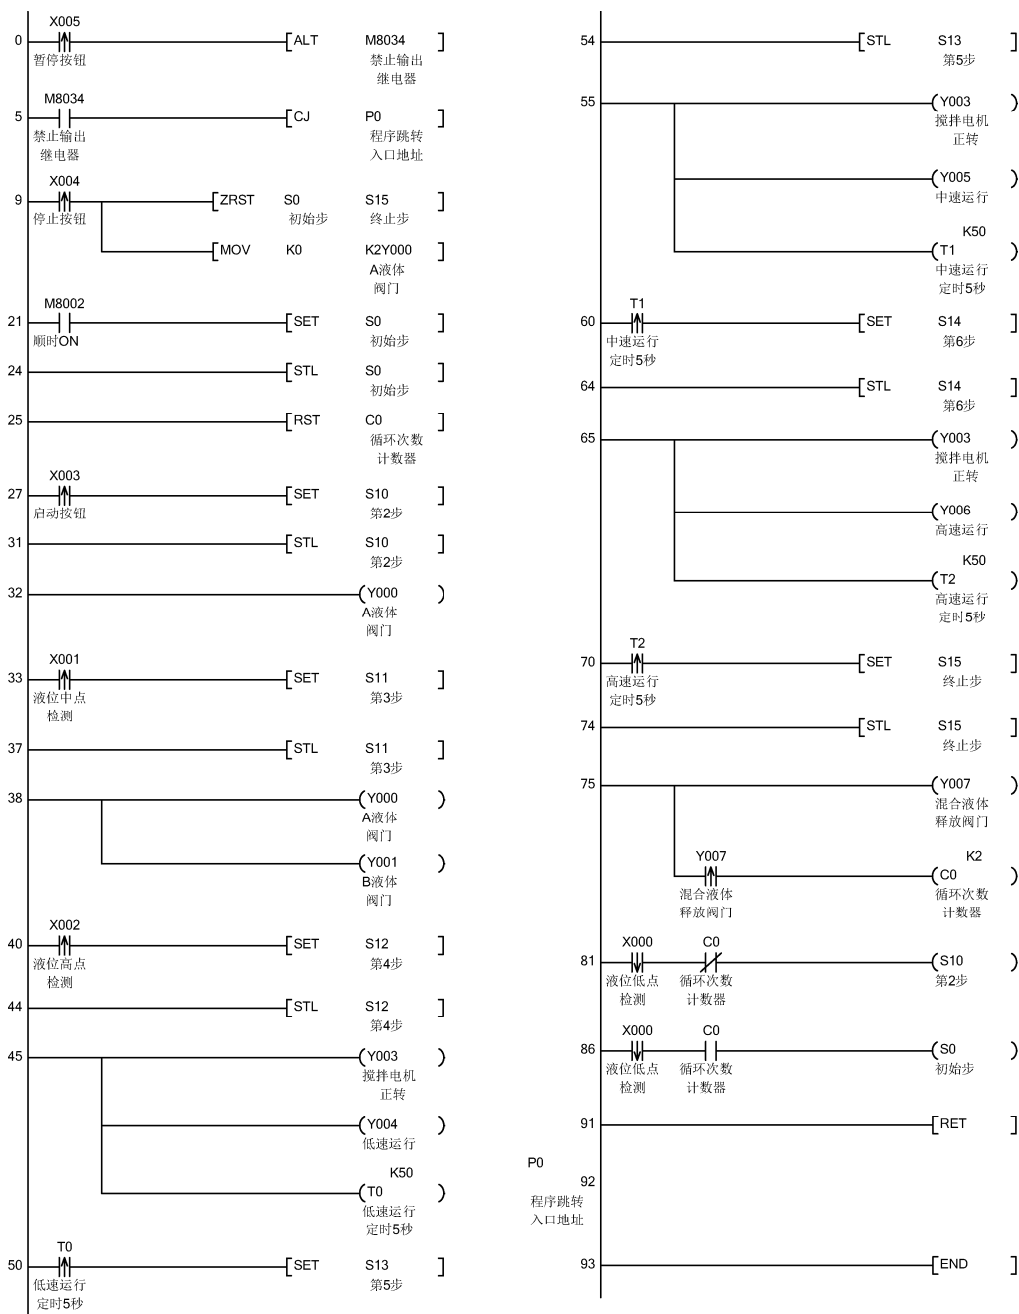 X005
0 ALT M8034
暂停按钮 禁止输出
继电器
M8034
5 CJ P0
禁止输出 程序跳转
继电器 入口地址
X004
9 ZRST S0 S15
停止按钮 初始步 终止步
MOV K0 K2Y000
A液体
阀门
M8002
21 SET S0
顺时ON 初始步
24 STL S0
初始步
25 RST C0
循环次数
计数器
X003
27 SET S10
启动按钮 第2步
31 STL S10
第2步
32 Y000
A液体
阀门
X001
33 SET S11
液位中点 第3步
检测
37 STL S11
第3步
38 Y000
A液体
阀门
Y001
B液体
阀门
X002
40 SET S12
液位高点 第4步
检测
44 STL S12
第4步
45 Y003
搅拌电机
正转
Y004
低速运行
K50
T0
低速运行
定时5秒
T0
50 SET S13
低速运行 第5步
定时5秒
54 STL S13
第5步
55 Y003
搅拌电机
正转
Y005
中速运行
K50
T1
中速运行
定时5秒
T1
60 SET S14
中速运行 第6步
定时5秒
64 STL S14
第6步
65 Y003
搅拌电机
正转
Y006
高速运行
K50
T2
高速运行
定时5秒
T2
70 SET S15
高速运行 终止步
定时5秒
74 STL S15
终止步
75 Y007
混合液体
释放阀门
Y007 K2
C0
混合液体 循环次数
释放阀门 计数器
X000 C0
81 S10
液位低点 循环次数 第2步
检测 计数器
X000 C0
86 S0
液位低点 循环次数 初始步
检测 计数器
91 RET
P0
92
程序跳转
入口地址
93 END